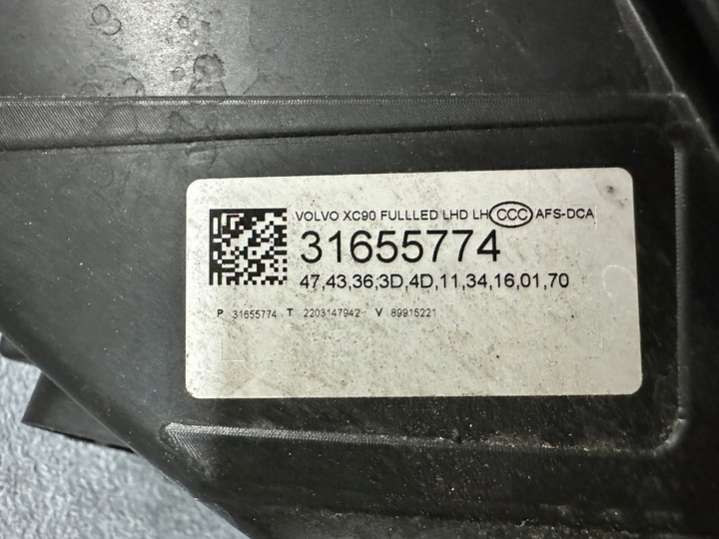 VOLVO XC90 FULLLED LHD LH CCC AFS-DCA
31655774
47,43,36,3D,4D,11,34,16,01,70
P 31655774 T 2203147942 V 89915221